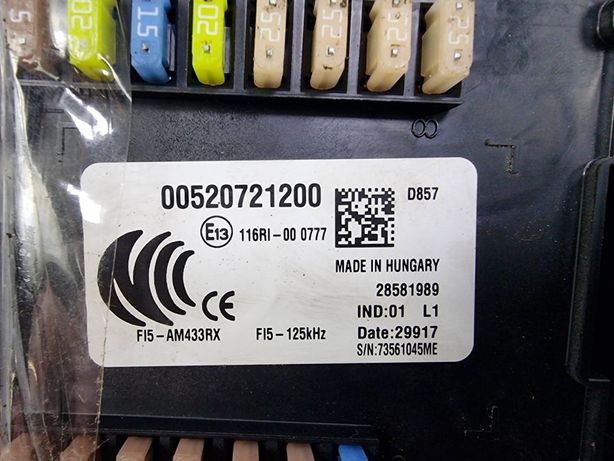 20 15 20 25 25 25 25
8
00520721200 D857
E13 116RI-00 0777
MADE IN HUNGARY
28581989
CE IND:01 L1
FI5-AM433RX FI5-125kHz Date:29917
S/N:73561045ME